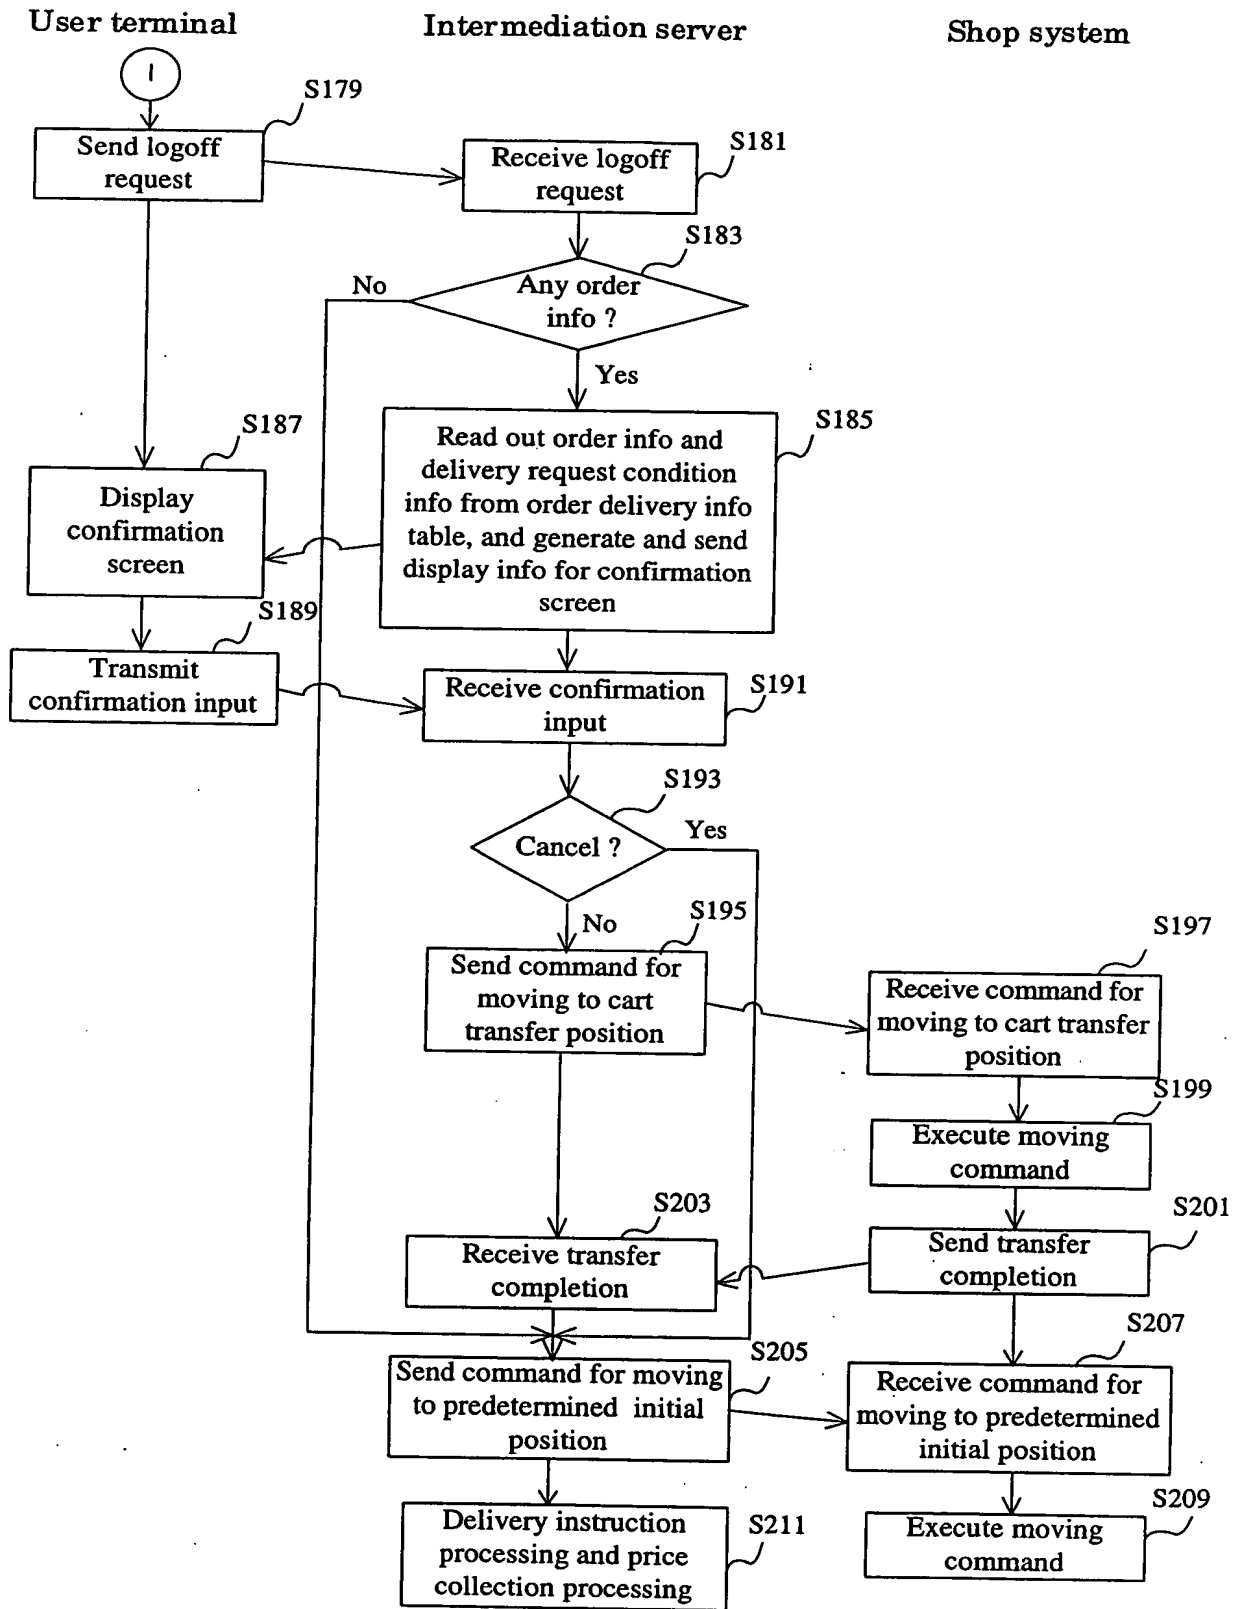 User terminal
Intermediation server
Shop system
1
S179
Send logoff
request
S181
Receive logoff
request
S183
No
Any order
info ?
Yes
S185
Read out order info and
delivery request condition
info from order delivery info
table, and generate and send
display info for confirmation
screen
S187
Display
confirmation
screen
S189
Transmit
confirmation input
S191
Receive confirmation
input
S193
Cancel ?
Yes
No
S195
Send command for
moving to cart
transfer position
S197
Receive command for
moving to cart transfer
position
S199
Execute moving
command
S201
Send transfer
completion
S203
Receive transfer
completion
S205
Send command for moving
to predetermined initial
position
S207
Receive command for
moving to predetermined
initial position
S209
Execute moving
command
S211
Delivery instruction
processing and price
collection processing